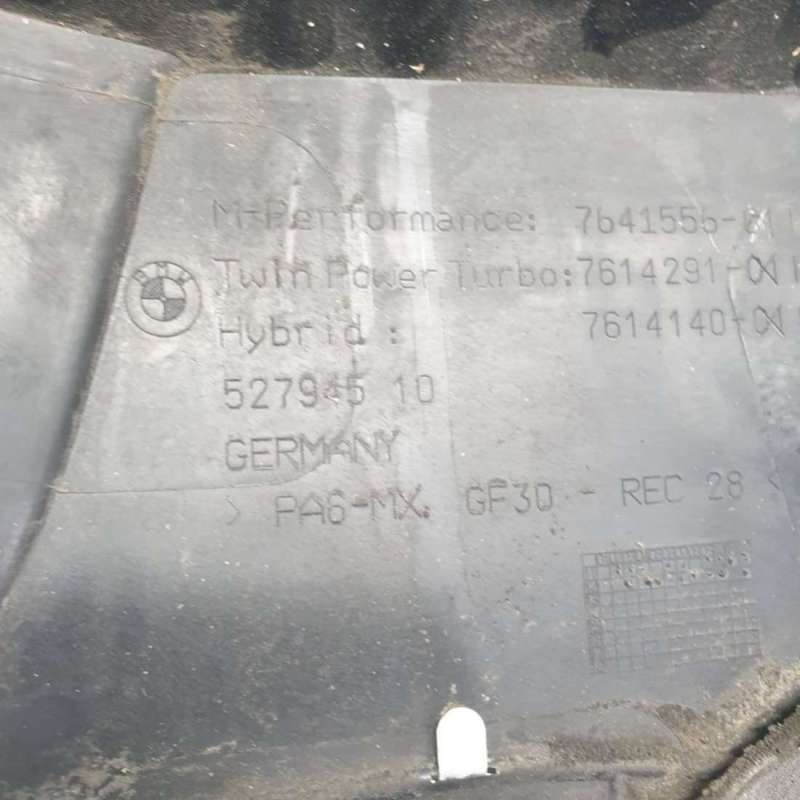 BMW
M-Performance: 7641556-01
Twin Power Turbo:7614291-01
Hybrid : 7614140-01
527945 10
GERMANY
> PA6-MX. GF30 - REC 28 <